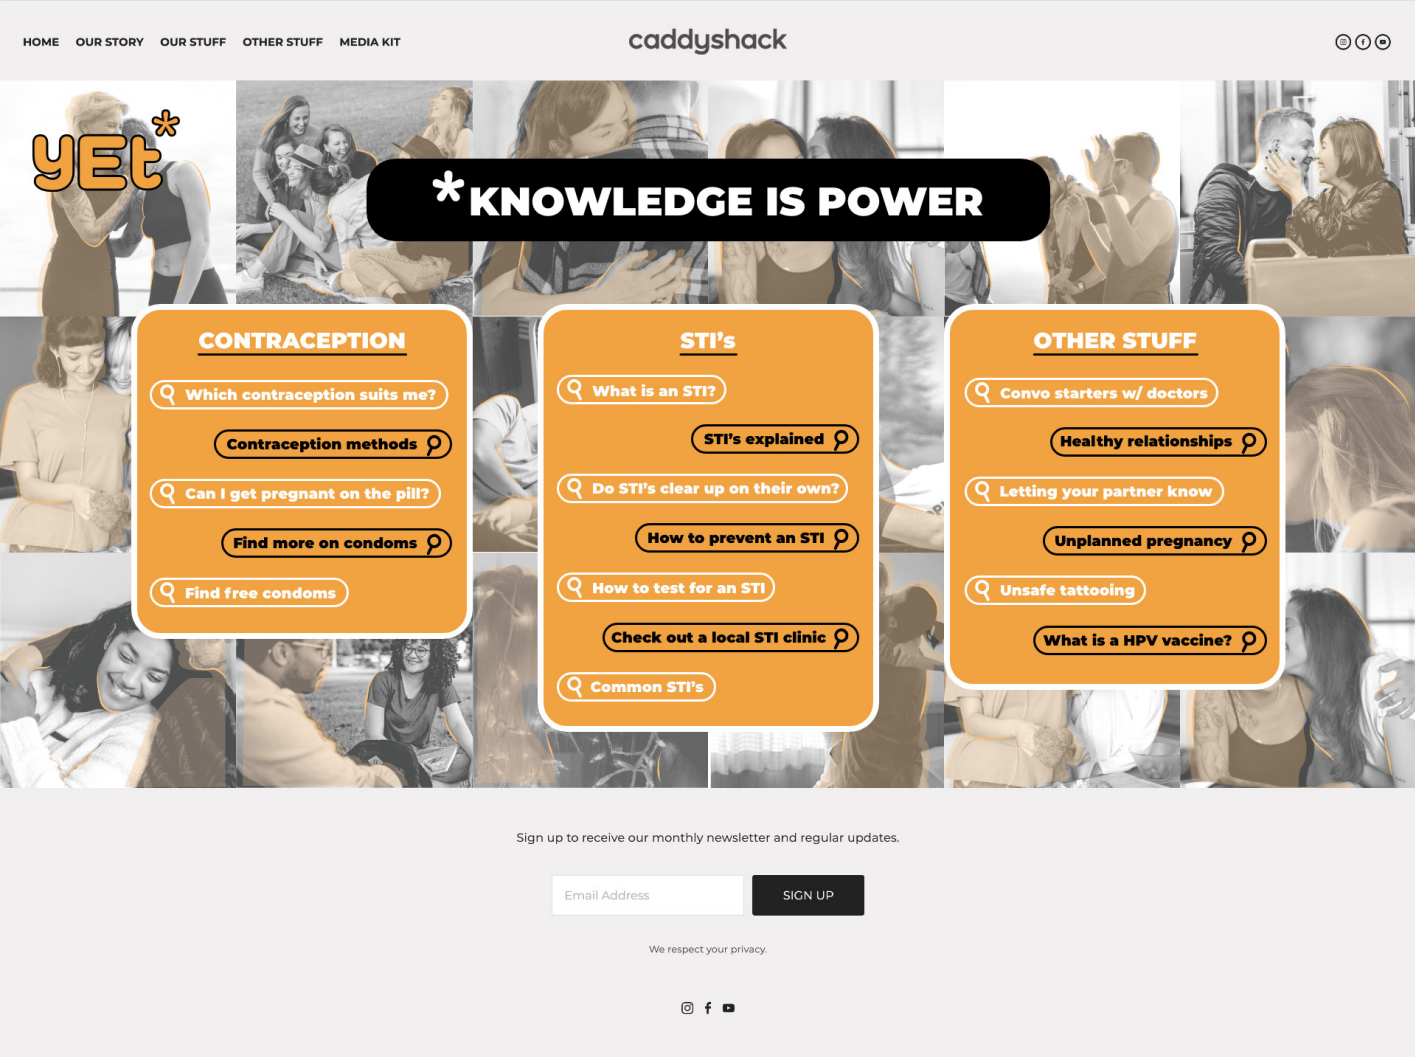 HOME OUR STORY OUR STUFF OTHER STUFF MEDIA KIT
caddyshack
yEt*
*KNOWLEDGE IS POWER
CONTRACEPTION
Which contraception suits me?
Contraception methods
Can I get pregnant on the pill?
Find more on condoms
Find free condoms
STI's
What is an STI?
STI's explained
Do STI's clear up on their own?
How to prevent an STI
How to test for an STI
Check out a local STI clinic
Common STI's
OTHER STUFF
Convo starters w/ doctors
Healthy relationships
Letting your partner know
Unplanned pregnancy
Unsafe tattooing
What is a HPV vaccine?
Sign up to receive our monthly newsletter and regular updates.
Email Address
SIGN UP
We respect your privacy.